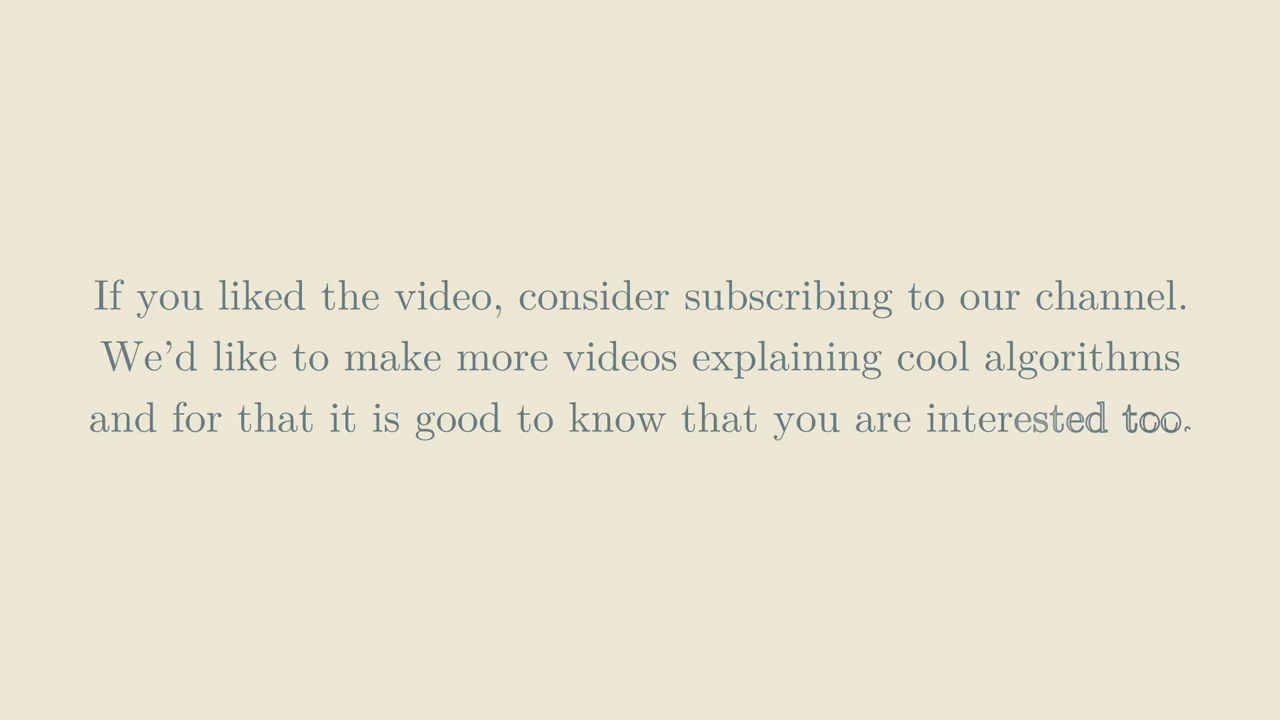 If you liked the video, consider subscribing to our channel.
We'd like to make more videos explaining cool algorithms
and for that it is good to know that you are interested too.